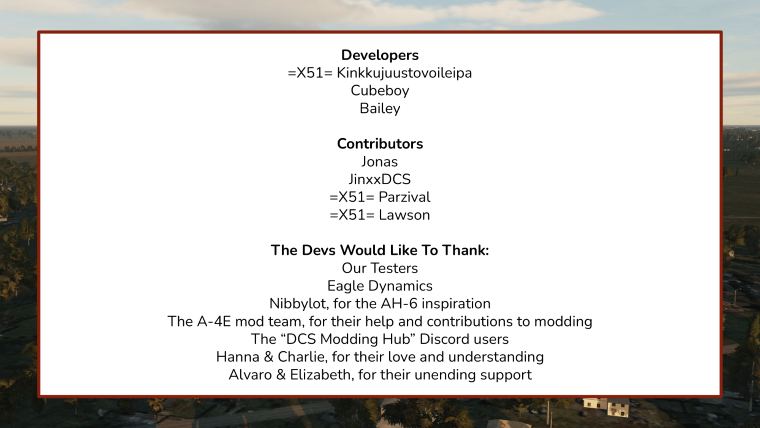 Developers
=X51= Kinkkujuustovoileipa
Cubeboy
Bailey
Contributors
Jonas
JinxxDCS
=X51= Parzival
=X51= Lawson
The Devs Would Like To Thank:
Our Testers
Eagle Dynamics
Nibbylot, for the AH-6 inspiration
The A-4E mod team, for their help and contributions to modding
The “DCS Modding Hub” Discord users
Hanna & Charlie, for their love and understanding
Alvaro & Elizabeth, for their unending support